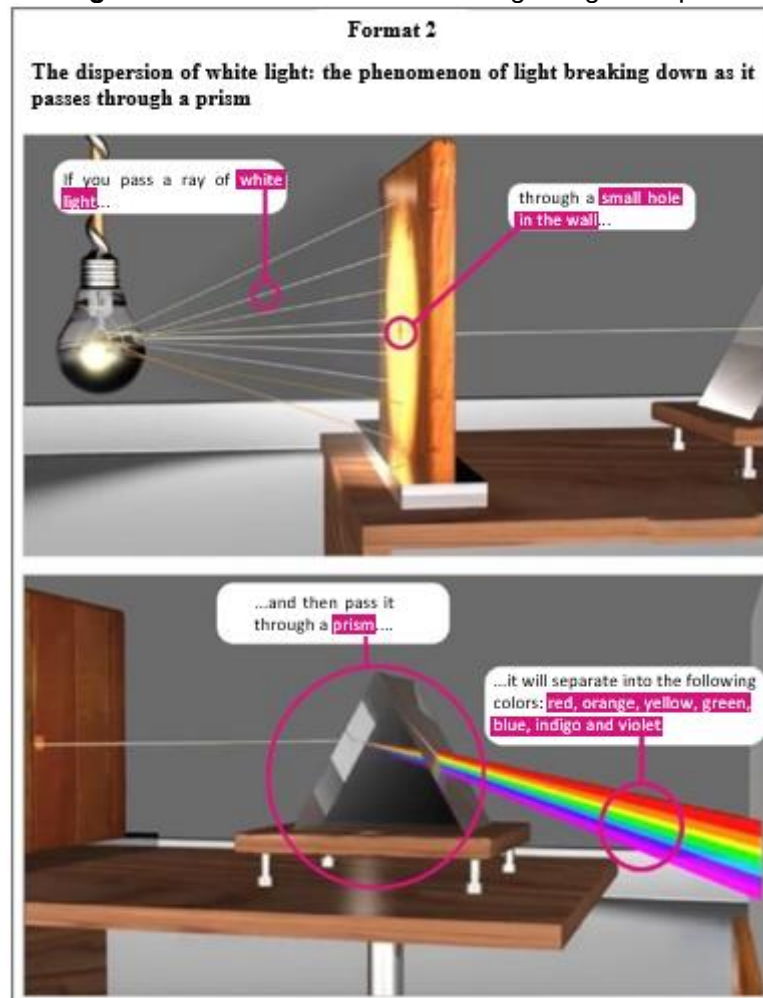 Format 2
The dispersion of white light: the phenomenon of light breaking down as it
passes through a prism
If you pass a ray of white
light...
through a small hole
in the wall...
...and then pass it
through a prism....
...it will separate into the following
colors: red, orange, yellow, green,
blue, indigo and violet